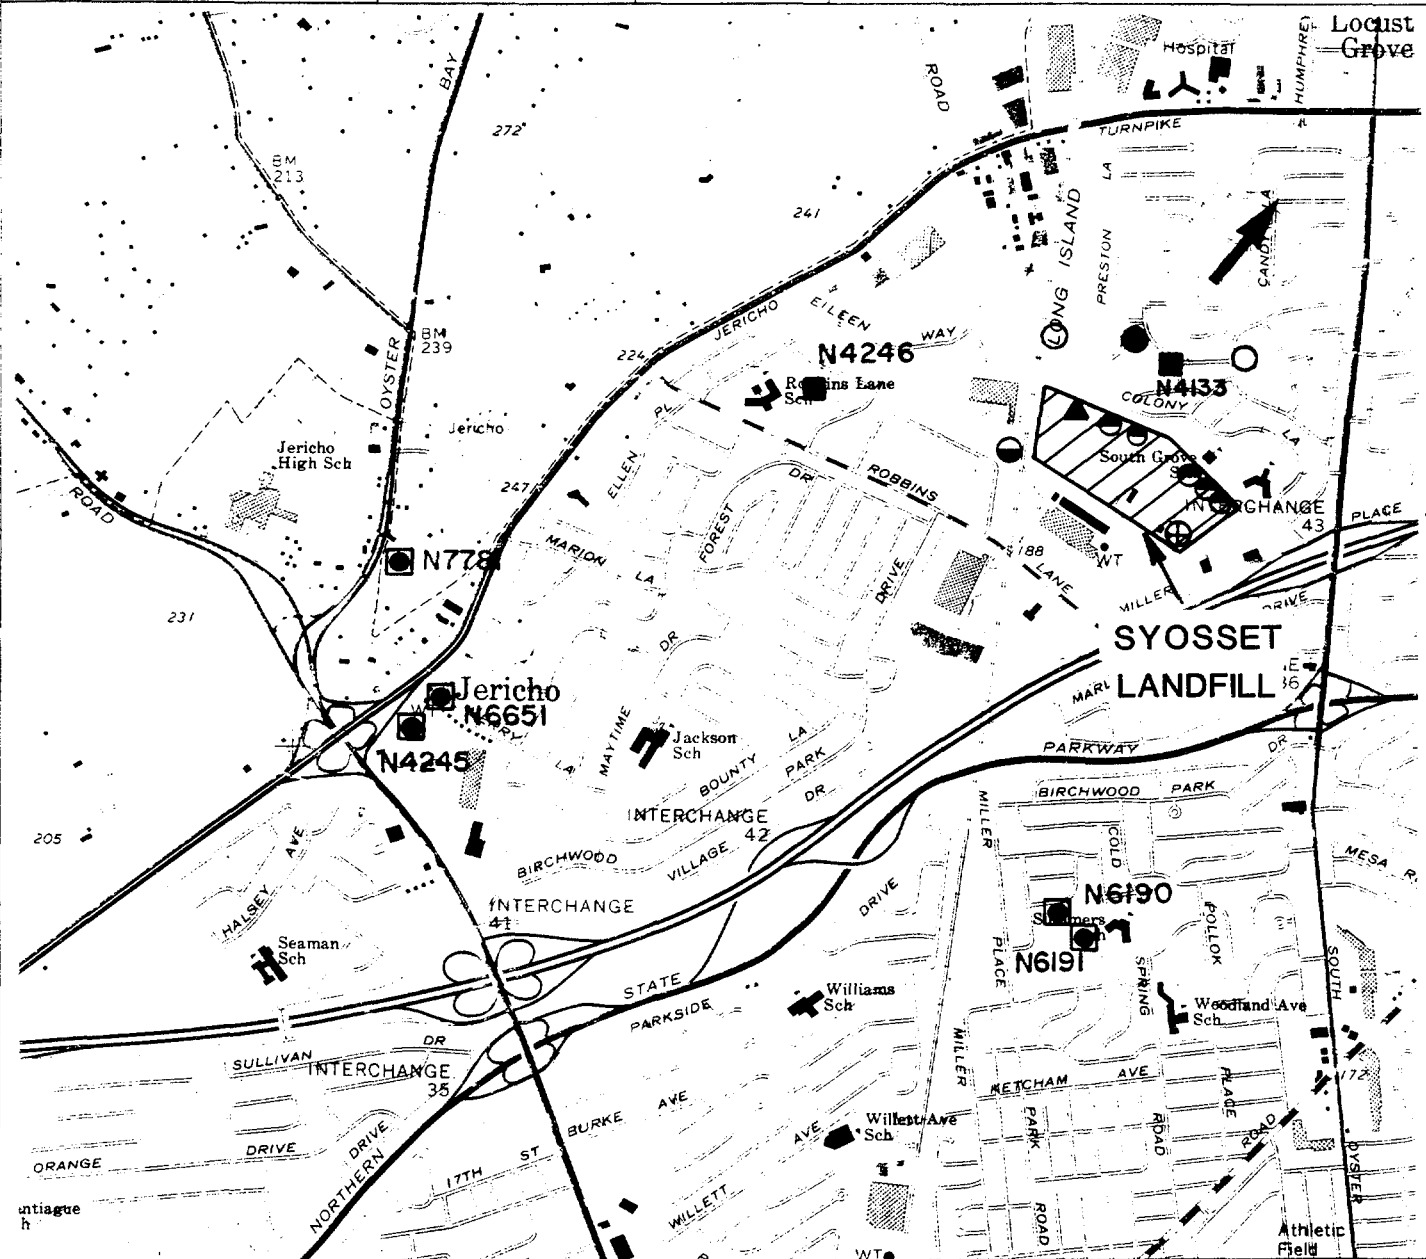 Locust
Grove
Hospital
HUMPHRE
ROAD
BAY
TURNPIKE
272
BM
213
LA
241
LONG ISLAND
PRESTON
CANDY LA
EILEEN
WAY
JERICHO
BM
239
224
N4246
Robbins Lane
Sch
N4133
COLONY
LA
OYSTER
PL
Jericho
Jericho
High Sch
ELLEN
DR
ROBBINS
South Grove
247
ROAD
FOREST
INTERCHANGE
43
PLACE
N778
MARION
LA
188
LANE
WT
DRIVE
MILLER
DRIVE
231
DR
SYOSSET
LANDFILL
Jericho
N6651
MAYTIME
Jackson
Sch
LA
N4245
LA
BOUNTY
PARK
DR
PARKWAY
DR
BIRCHWOOD PARK
INTERCHANGE
42
MILLER
COLD
205
AVE
MESA
BIRCHWOOD
VILLAGE
HALSEY
DRIVE
N6190
INTERCHANGE
41
POLLOK
Seaman
Sch
N6191
PLACE
SPRING
SOUTH
STATE
PARKSIDE
Williams
Sch
Woodland Ave
Sch
SULLIVAN
DR
INTERCHANGE
35
MILLER
KETCHAM AVE
PLACE
172
BURKE
AVE
AVE
Willett Ave
Sch
PARK
ROAD
ROAD
ORANGE
DRIVE
DRIVE
NORTHERN
17TH
ST
WILLETT
OYSTER
ROAD
ntiague
h
WT
Athletic
Field